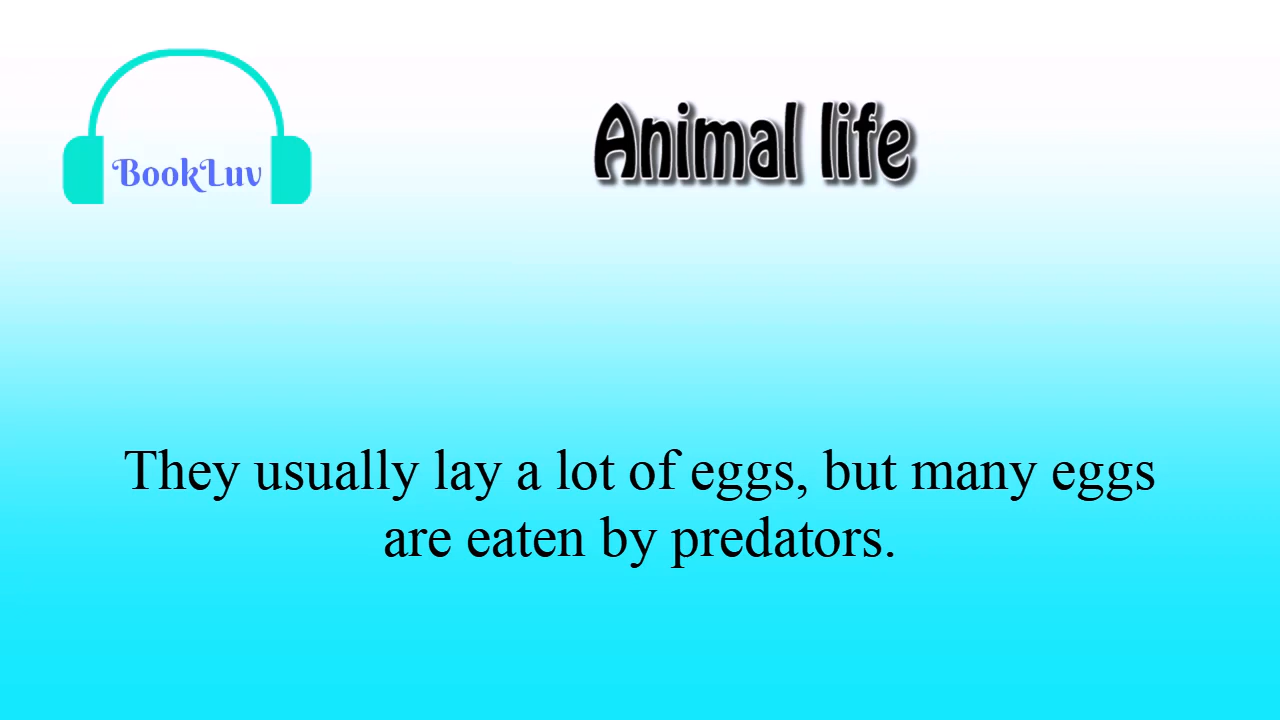 BookLuv
Animal life
They usually lay a lot of eggs, but many eggs
are eaten by predators.